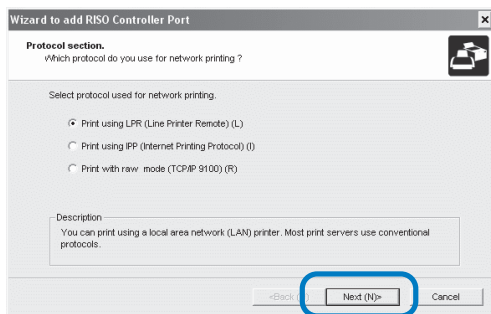 Wizard to add RISO Controller Port
Protocol section.
Which protocol do you use for network printing ?
Select protocol used for network printing.
Print using LPR (Line Printer Remote) (L)
Print using IPP (Internet Printing Protocol) (I)
Print with raw mode (TCP/IP 9100) (R)
Description
You can print using a local area network (LAN) printer. Most print servers use conventional
protocols.
<Back Next (N)> Cancel